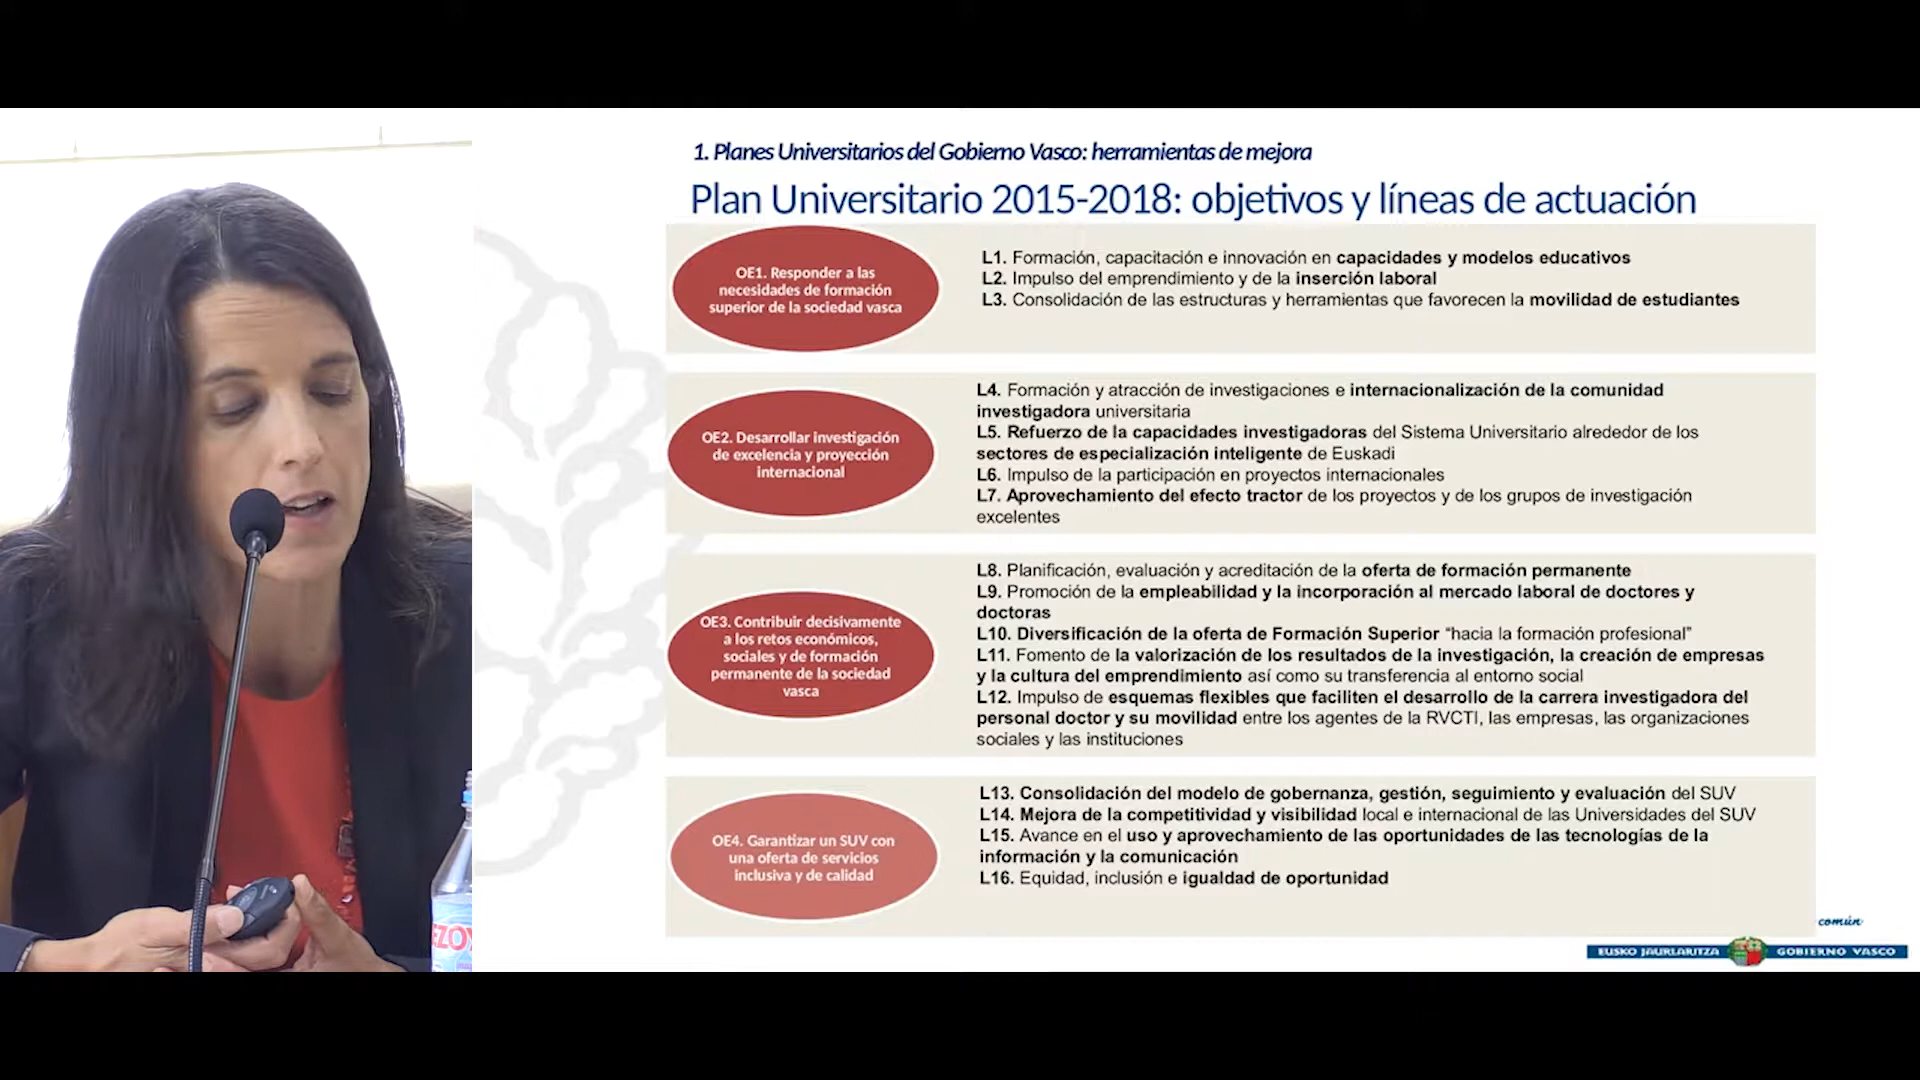 1. Planes Universitarios del Gobierno Vasco: herramientas de mejora
Plan Universitario 2015-2018: objetivos y líneas de actuación
OE1. Responder a las
necesidades de formación
superior de la sociedad vasca
L1. Formación, capacitación e innovación en capacidades y modelos educativos
L2. Impulso del emprendimiento y de la inserción laboral
L3. Consolidación de las estructuras y herramientas que favorecen la movilidad de estudiantes
OE2. Desarrollar investigación
de excelencia y proyección
internacional
L4. Formación y atracción de investigaciones e internacionalización de la comunidad
investigadora universitaria
L5. Refuerzo de la capacidades investigadoras del Sistema Universitario alrededor de los
sectores de especialización inteligente de Euskadi
L6. Impulso de la participación en proyectos internacionales
L7. Aprovechamiento del efecto tractor de los proyectos y de los grupos de investigación
excelentes
OE3. Contribuir decisivamente
a los retos económicos,
sociales y de formación
permanente de la sociedad
vasca
L8. Planificación, evaluación y acreditación de la oferta de formación permanente
L9. Promoción de la empleabilidad y la incorporación al mercado laboral de doctores y
doctoras
L10. Diversificación de la oferta de Formación Superior “hacia la formación profesional”
L11. Fomento de la valorización de los resultados de la investigación, la creación de empresas
y la cultura del emprendimiento así como su transferencia al entorno social
L12. Impulso de esquemas flexibles que faciliten el desarrollo de la carrera investigadora del
personal doctor y su movilidad entre los agentes de la RVCTI, las empresas, las organizaciones
sociales y las instituciones
OE4. Garantizar un SUV con
una oferta de servicios
inclusiva y de calidad
L13. Consolidación del modelo de gobernanza, gestión, seguimiento y evaluación del SUV
L14. Mejora de la competitividad y visibilidad local e internacional de las Universidades del SUV
L15. Avance en el uso y aprovechamiento de las oportunidades de las tecnologías de la
información y la comunicación
L16. Equidad, inclusión e igualdad de oportunidad
común
EUSKO JAURLARITZA GOBIERNO VASCO